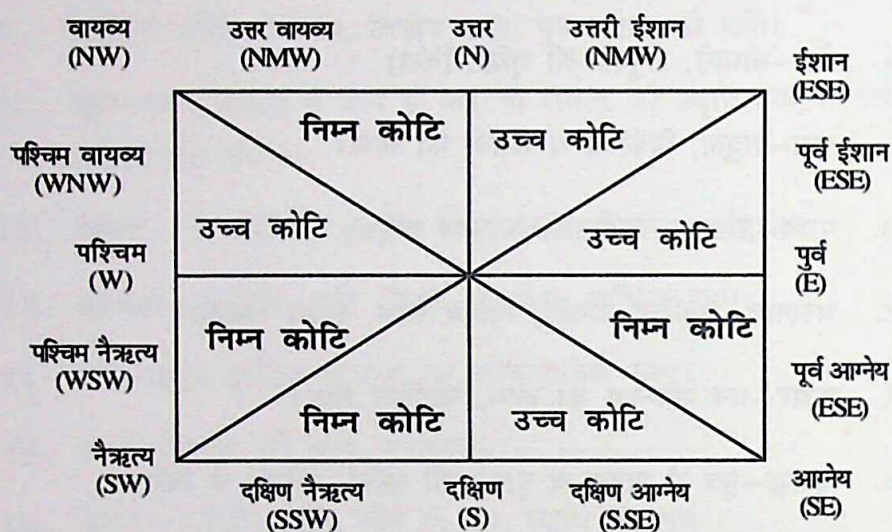 वायव्य
(NW)
उत्तर वायव्य
(NMW)
उत्तर
(N)
उत्तरी ईशान
(NMW)
ईशान
(ESE)
निम्न कोटि
उच्च कोटि
पश्चिम वायव्य
(WNW)
पूर्व ईशान
(ESE)
उच्च कोटि
उच्च कोटि
पश्चिम
(W)
पुर्व
(E)
निम्न कोटि
निम्न कोटि
पश्चिम नैऋत्य
(WSW)
पूर्व आग्नेय
(ESE)
निम्न कोटि
उच्च कोटि
नैऋत्य
(SW)
दक्षिण नैऋत्य
(SSW)
दक्षिण
(S)
दक्षिण आग्नेय
(S.SE)
आग्नेय
(SE)